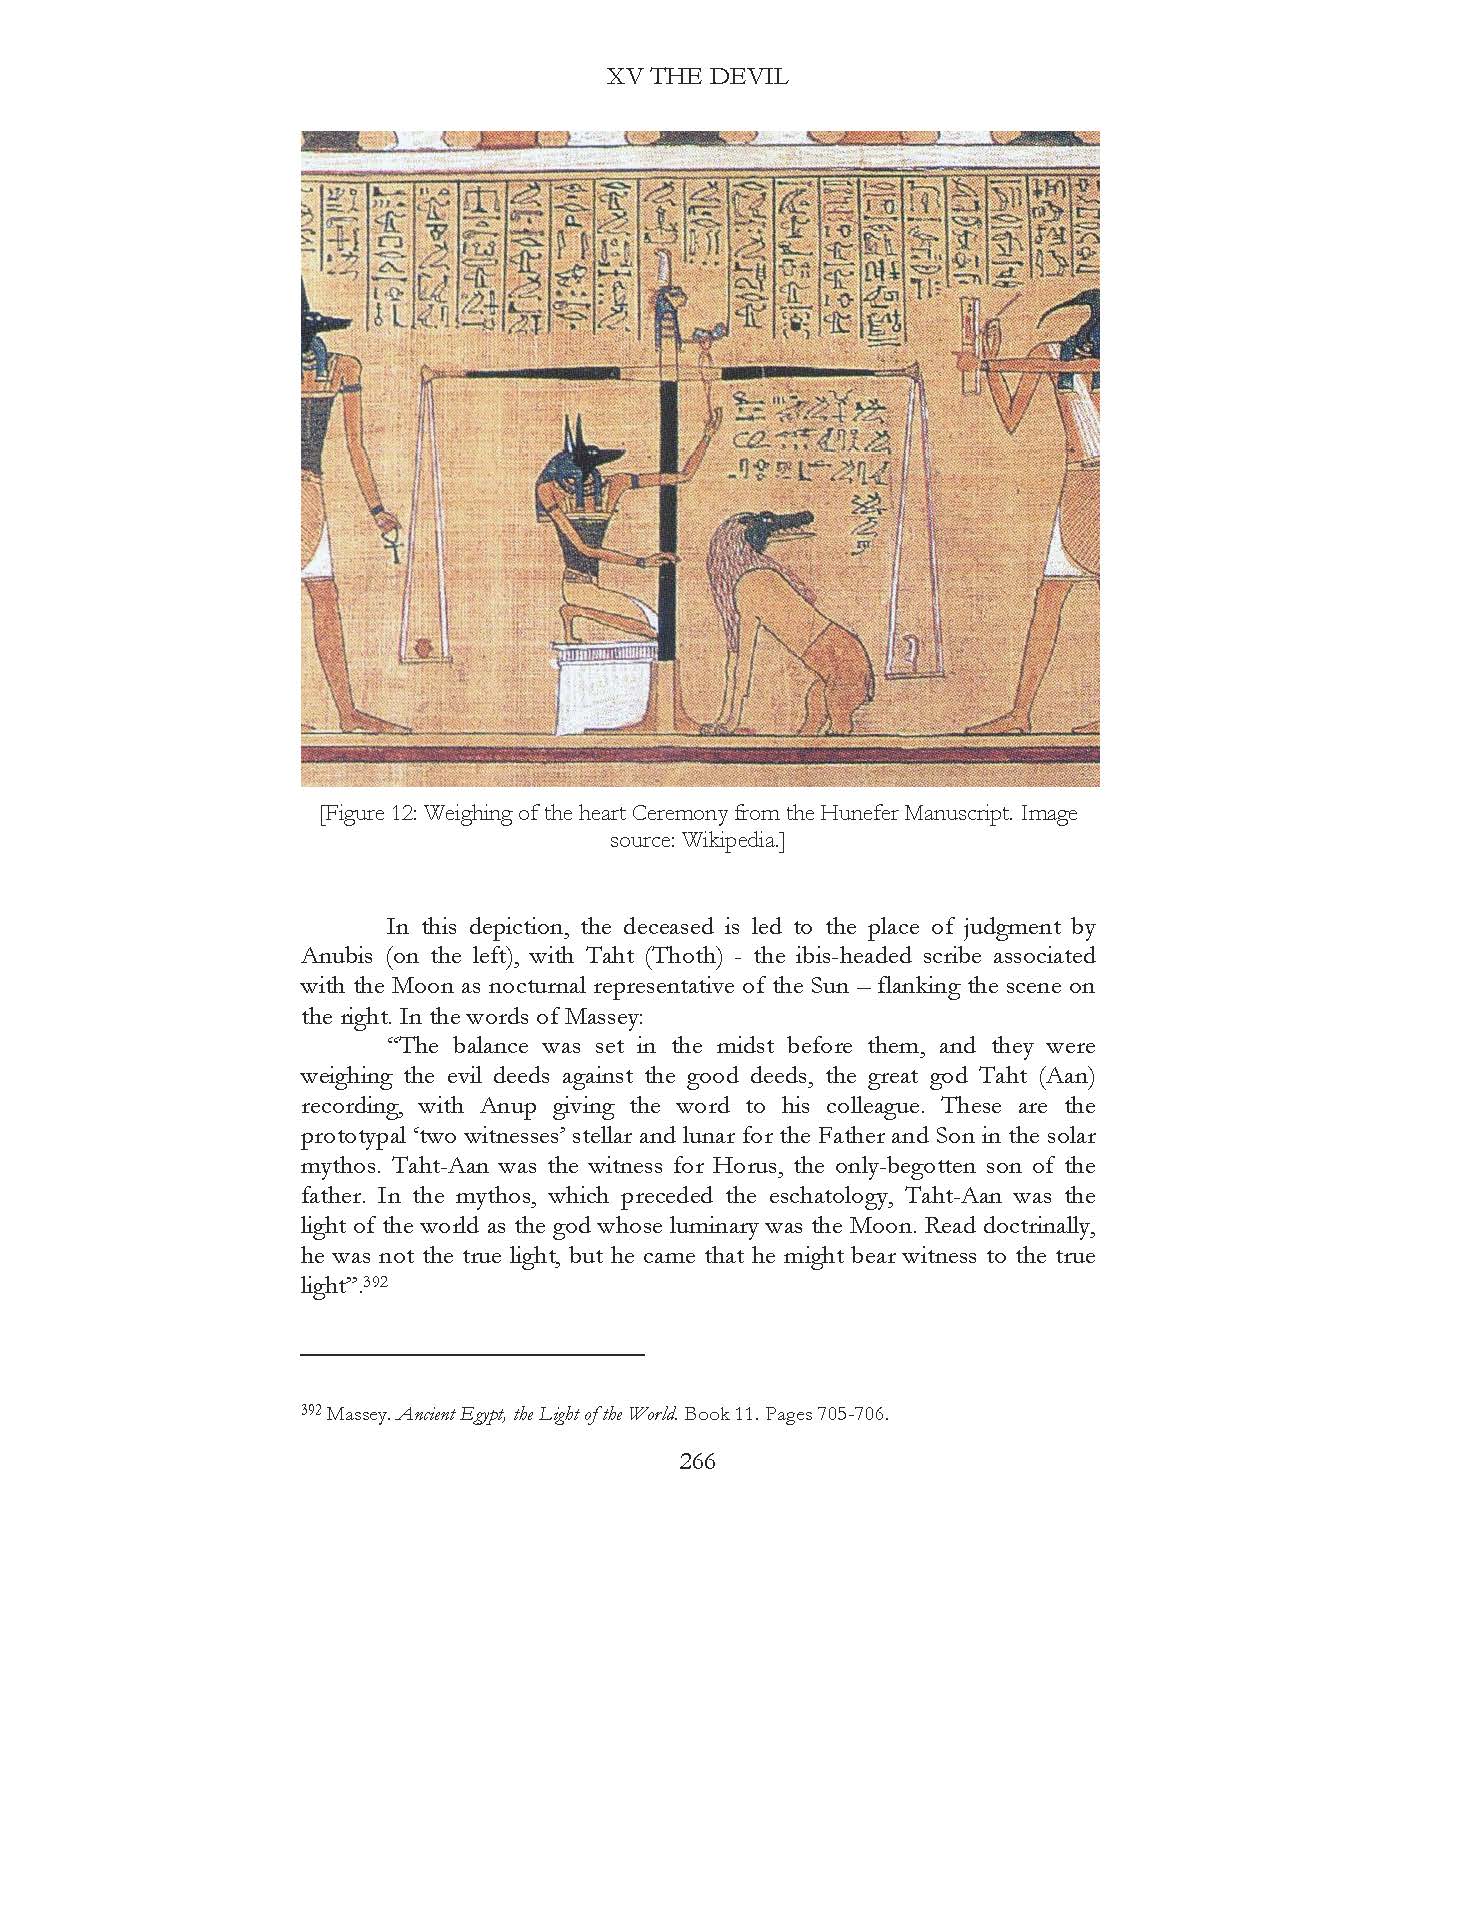 XV THE DEVIL
[Figure 12: Weighing of the heart Ceremony from the Hunefer Manuscript. Image
source: Wikipedia.]
In this depiction, the deceased is led to the place of judgment by
Anubis (on the left), with Taht (Thoth) - the ibis-headed scribe associated
with the Moon as nocturnal representative of the Sun – flanking the scene on
the right. In the words of Massey:
“The balance was set in the midst before them, and they were
weighing the evil deeds against the good deeds, the great god Taht (Aan)
recording, with Anup giving the word to his colleague. These are the
prototypal ‘two witnesses’ stellar and lunar for the Father and Son in the solar
mythos. Taht-Aan was the witness for Horus, the only-begotten son of the
father. In the mythos, which preceded the eschatology, Taht-Aan was the
light of the world as the god whose luminary was the Moon. Read doctrinally,
he was not the true light, but he came that he might bear witness to the true
light”.392
392 Massey. Ancient Egypt, the Light of the World. Book 11. Pages 705-706.
266